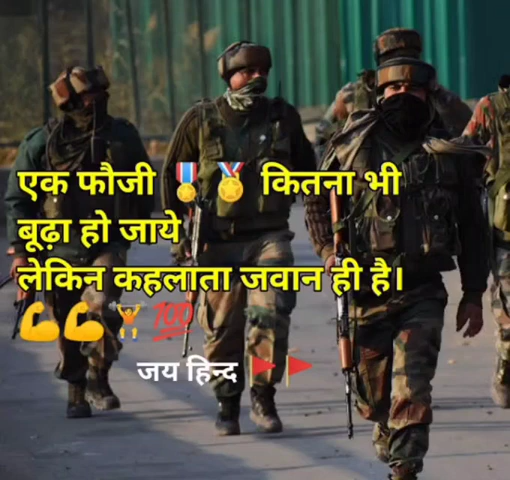 एक फौजी 🎖️🏅 कितना भी
बूढ़ा हो जाये
लेकिन कहलाता जवान ही है।
💪💪🏋️💯
जय हिन्द 🚩🚩